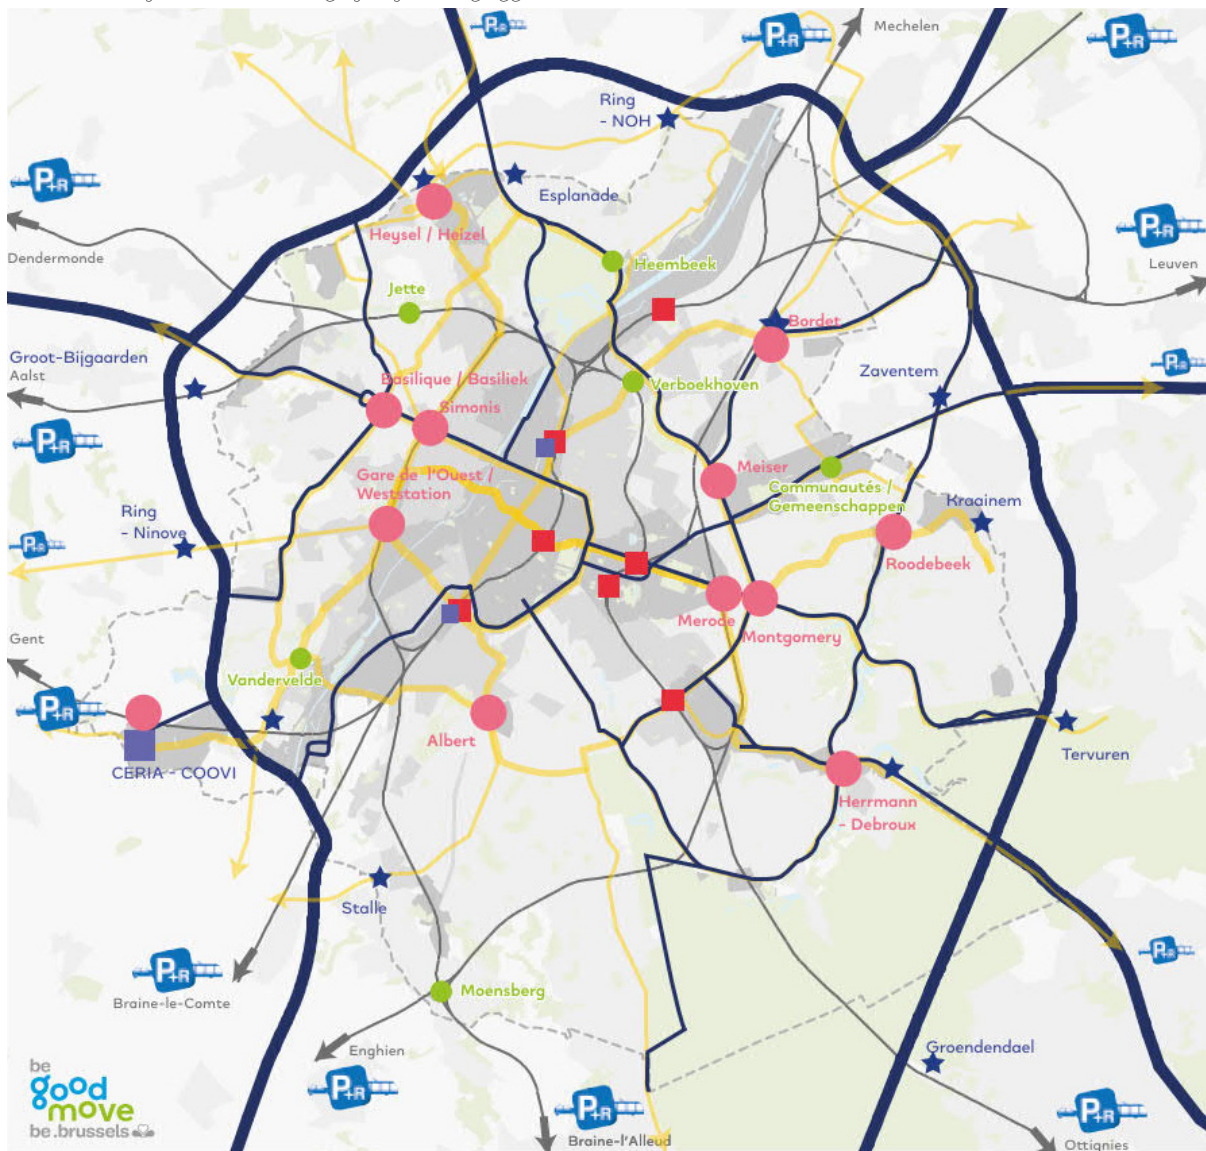 P+R
P+R
P+R
Mechelen
Ring
- NOH
P+R
Esplanade
Heysel / Heizel
P+R
Dendermonde
Heembeek
Leuven
Jette
Bordet
Groot-Bijgaarden
Aalst
Basilique / Basiliek
Verboekhoven
Zaventem
P+R
Simonis
P+R
Gare de l'Ouest /
Weststation
Meiser
Communautés /
Gemeenschappen
Kraainem
Ring
- Ninove
P+R
Roodebeek
Merode
Montgomery
Gent
Vandervelde
P+R
Albert
Tervuren
CERIA - COOVI
Herrmann
- Debroux
Stalle
P+R
P+R
Braine-le-Comte
Moensberg
Enghien
Groendendael
be
good
move
be.brussels
P+R
P+R
P+R
Braine-l'Alleud
Ottignies